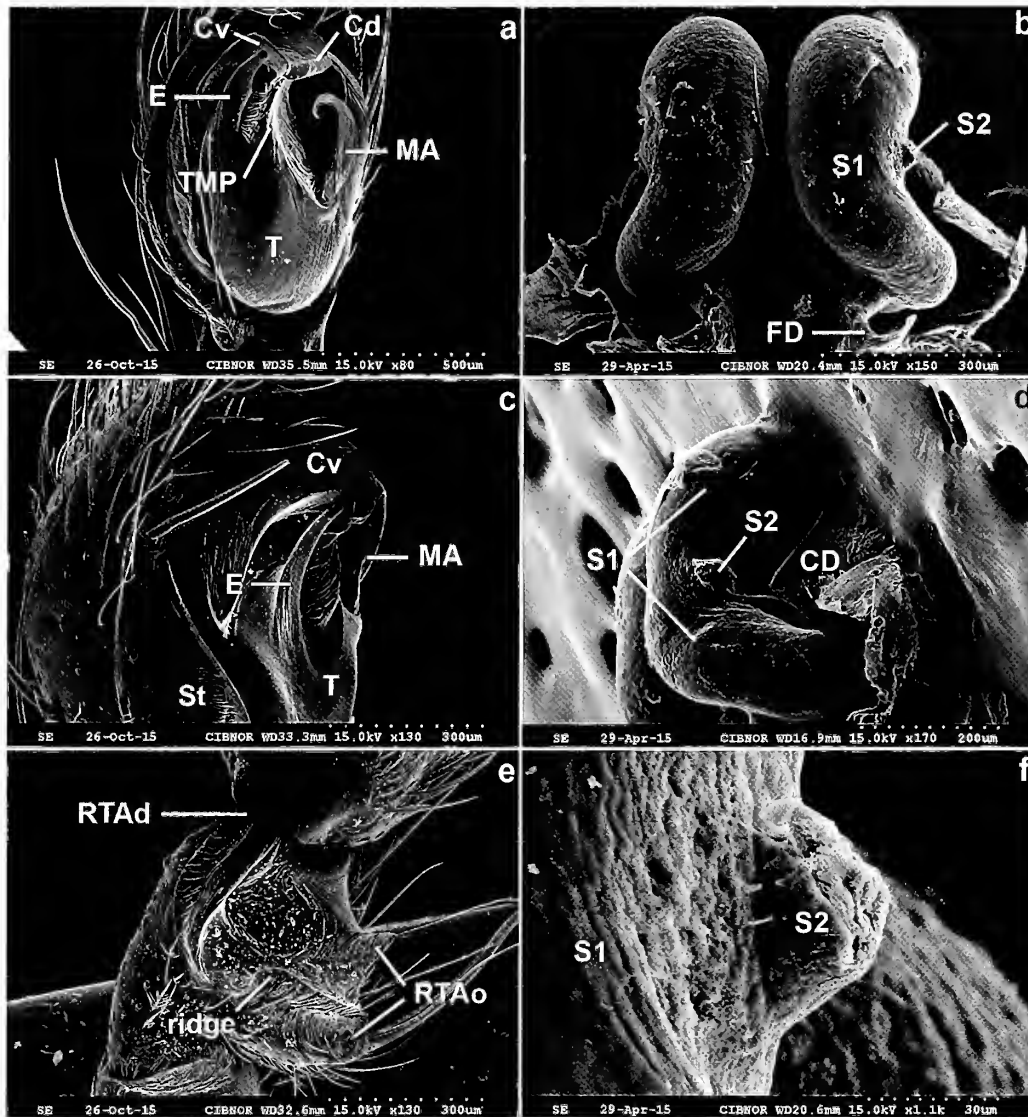 a
Cv
Cd
E
MA
TMP
T
SE 26-Oct-15 CIBNOR WD35.5mm 15.0kV x80 500um
b
S2
S1
FD
SE 29-Apr-15 CIBNOR WD20.4mm 15.0kV x150 300um
c
Cv
MA
E
St
T
SE 26-Oct-15 CIBNOR WD33.3mm 15.0kV x130 300um
d
S2
S1
CD
SE 29-Apr-15 CIBNOR WD16.9mm 15.0kV x170 200um
e
RTAd
RTAo
ridge
SE 26-Oct-15 CIBNOR WD32.6mm 15.0kV x130 300um
f
S2
S1
SE 29-Apr-15 CIBNOR WD20.6mm 15.0kV x1.1k 30um